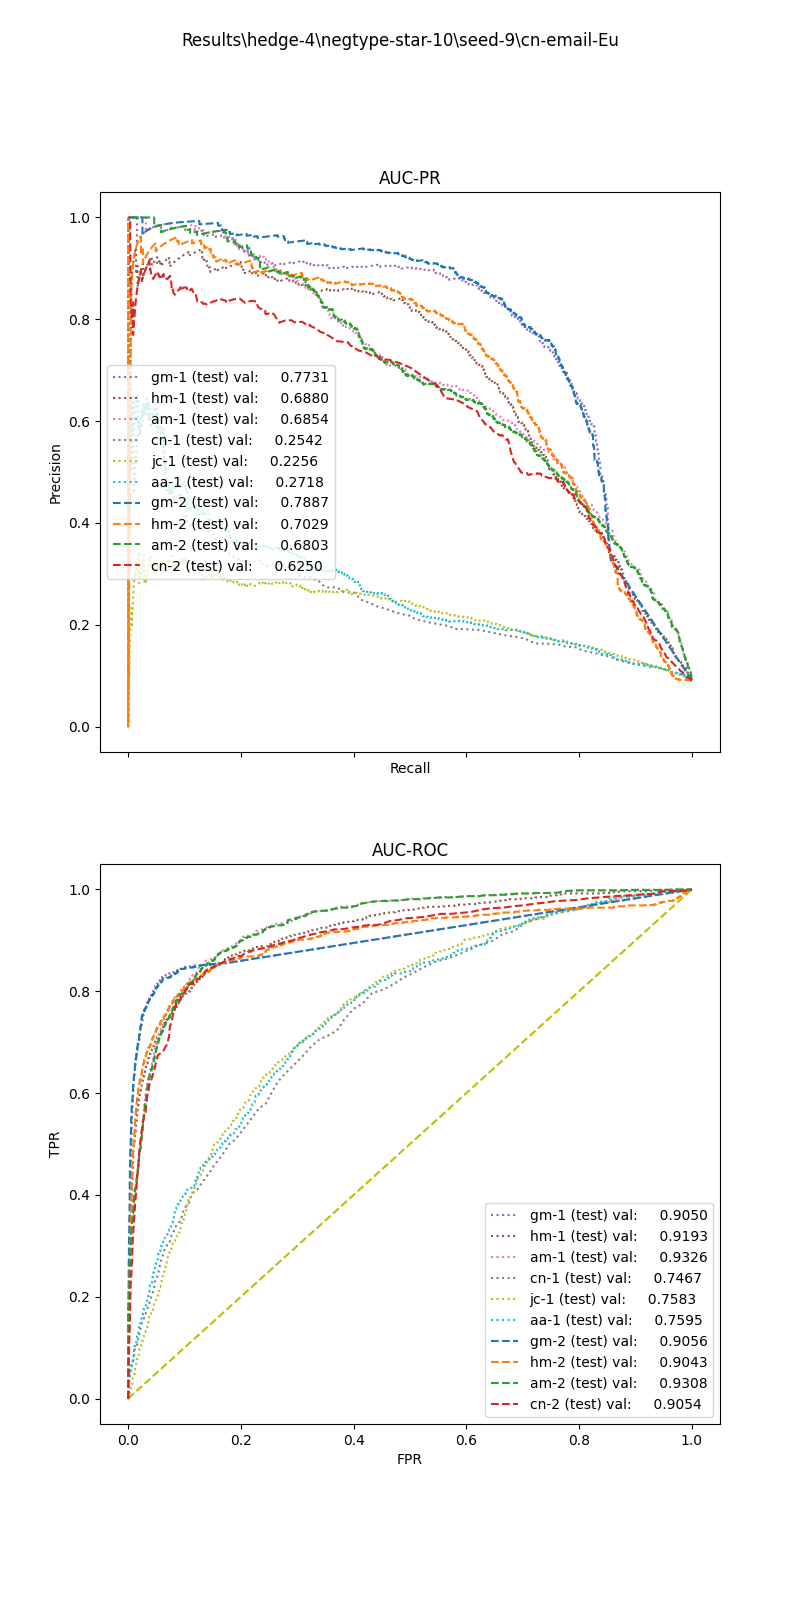 Results\hedge-4\negtype-star-10\seed-9\cn-email-Eu
AUC-PR
1.0
0.8
0.6
0.4
0.2
0.0
Precision
gm-1 (test) val: 0.7731
hm-1 (test) val: 0.6880
am-1 (test) val: 0.6854
cn-1 (test) val: 0.2542
jc-1 (test) val: 0.2256
aa-1 (test) val: 0.2718
gm-2 (test) val: 0.7887
hm-2 (test) val: 0.7029
am-2 (test) val: 0.6803
cn-2 (test) val: 0.6250
Recall
AUC-ROC
1.0
0.8
0.6
0.4
0.2
0.0
TPR
gm-1 (test) val: 0.9050
hm-1 (test) val: 0.9193
am-1 (test) val: 0.9326
cn-1 (test) val: 0.7467
jc-1 (test) val: 0.7583
aa-1 (test) val: 0.7595
gm-2 (test) val: 0.9056
hm-2 (test) val: 0.9043
am-2 (test) val: 0.9308
cn-2 (test) val: 0.9054
0.0 0.2 0.4 0.6 0.8 1.0
FPR